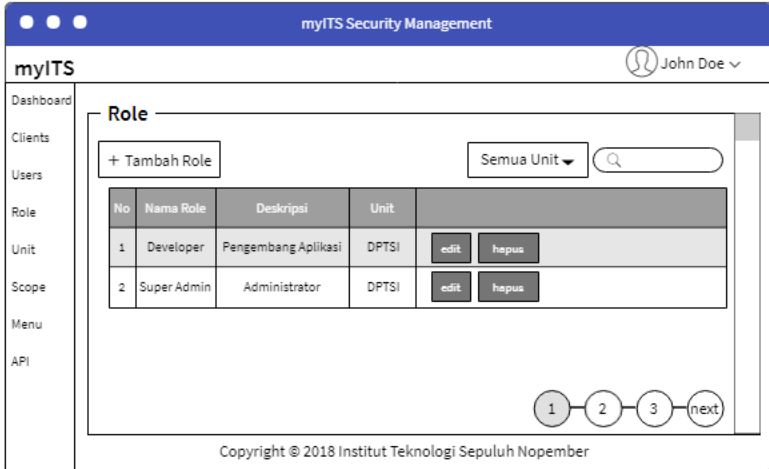 myITS Security Management
myITS
John Doe
Dashboard
Clients
Users
Role
Unit
Scope
Menu
API
Role
+ Tambah Role
Semua Unit
No Nama Role Deskripsi Unit
1 Developer Pengembang Aplikasi DPTSI edit hapus
2 Super Admin Administrator DPTSI edit hapus
1 2 3 next
Copyright © 2018 Institut Teknologi Sepuluh Nopember